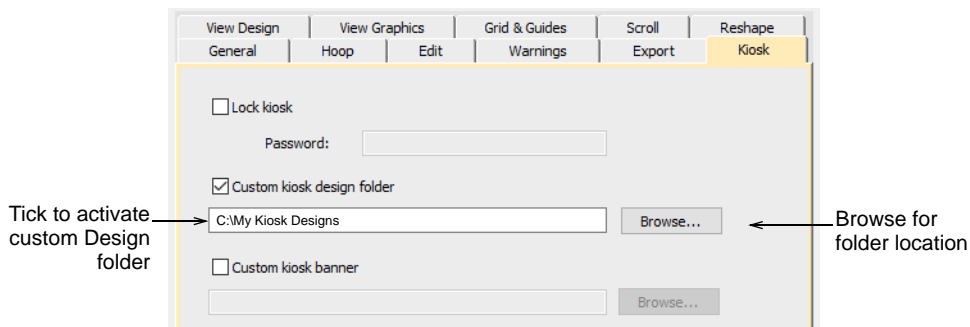 View Design View Graphics Grid & Guides Scroll Reshape
General Hoop Edit Warnings Export Kiosk
Lock kiosk
Password:
Custom kiosk design folder
Tick to activate
custom Design
folder
C:\My Kiosk Designs
Browse...
Browse for
folder location
Custom kiosk banner
Browse...